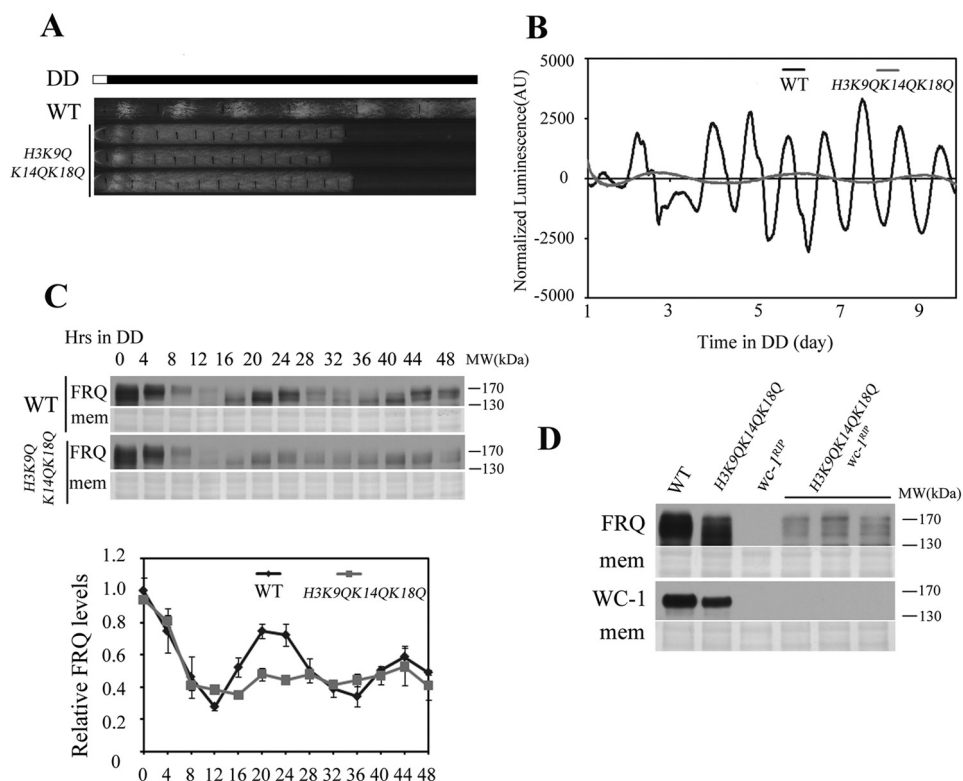 A
DD
WT
H3K9Q
K14QK18Q
B
Normalized Luminescence(AU)
5000
2500
0
-2500
-5000
WT
H3K9QK14QK18Q
1 3 5 7 9
Time in DD (day)
C
Hrs in DD
0 4 8 12 16 20 24 28 32 36 40 44 48
MW(kDa)
WT
FRQ
170
130
mem
H3K9Q
K14QK18Q
FRQ
170
130
mem
Relative FRQ levels
1.2
1.0
0.8
0.6
0.4
0.2
0
WT
H3K9QK14QK18Q
0 4 8 12 16 20 24 28 32 36 40 44 48
D
WT
H3K9QK14QK18Q
wc-1RIP
H3K9QK14QK18Q
wc-1RIP
MW(kDa)
FRQ
170
130
mem
WC-1
170
130
mem